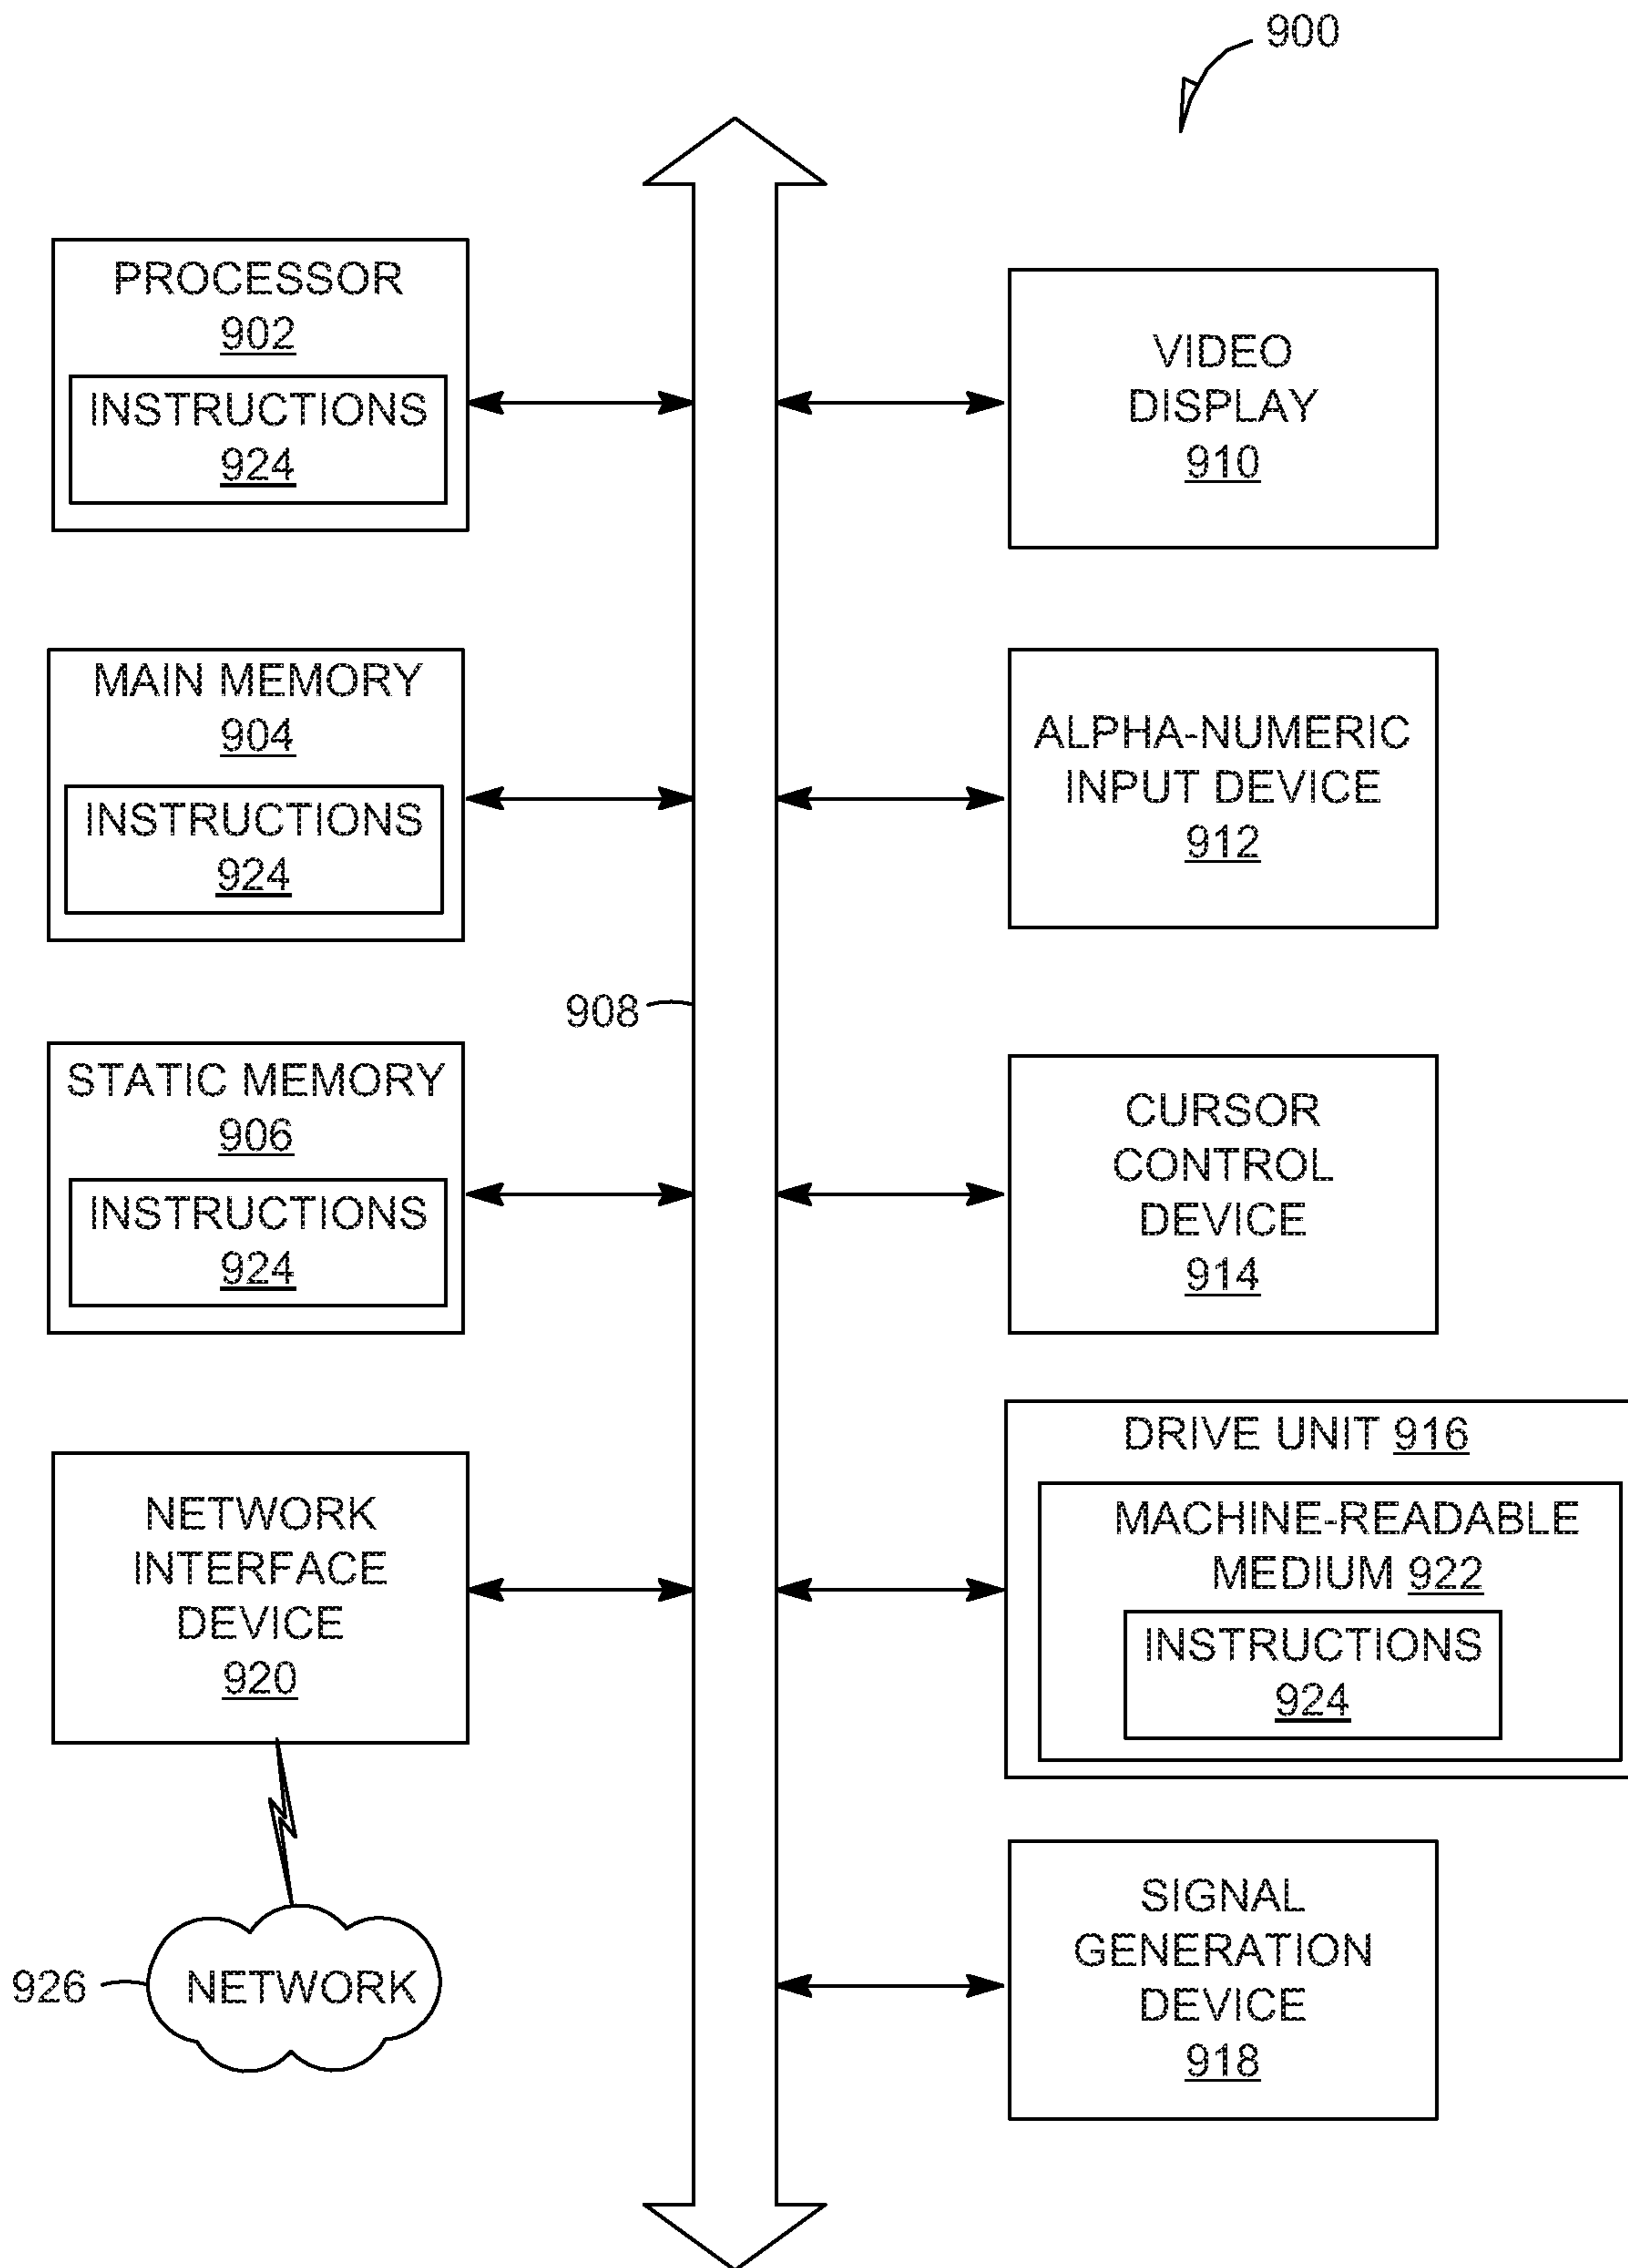 900
PROCESSOR
902
INSTRUCTIONS
924
VIDEO
DISPLAY
910
MAIN MEMORY
904
INSTRUCTIONS
924
ALPHA-NUMERIC
INPUT DEVICE
912
908
STATIC MEMORY
906
INSTRUCTIONS
924
CURSOR
CONTROL
DEVICE
914
NETWORK
INTERFACE
DEVICE
920
DRIVE UNIT 916
MACHINE-READABLE
MEDIUM 922
INSTRUCTIONS
924
926
NETWORK
SIGNAL
GENERATION
DEVICE
918